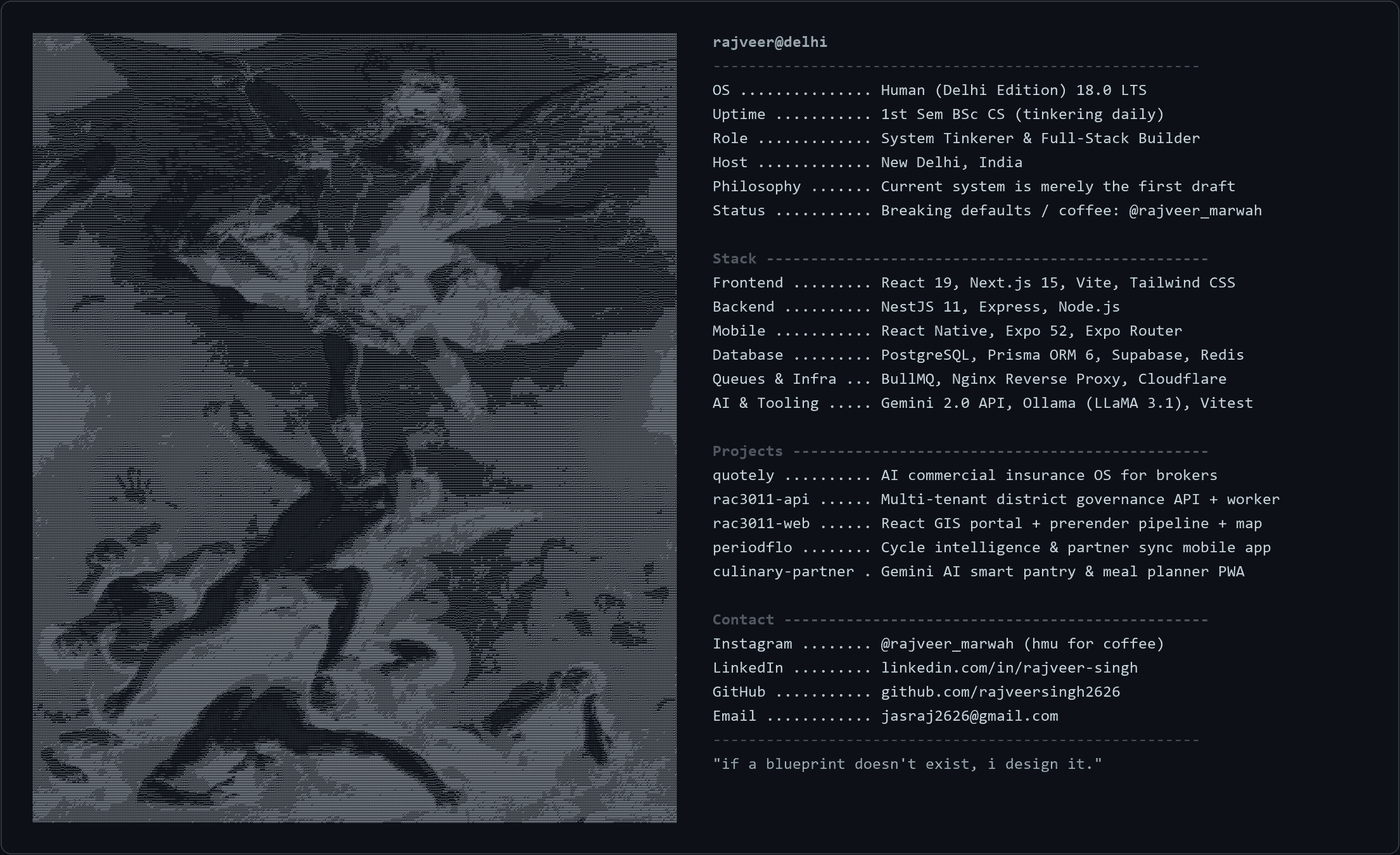 rajveer@delhi
-------------------------------------------------------
OS ............... Human (Delhi Edition) 18.0 LTS
Uptime ........... 1st Sem BSc CS (tinkering daily)
Role ............. System Tinkerer & Full-Stack Builder
Host ............. New Delhi, India
Philosophy ....... Current system is merely the first draft
Status ........... Breaking defaults / coffee: @rajveer_marwah
Stack --------------------------------------------------
Frontend ......... React 19, Next.js 15, Vite, Tailwind CSS
Backend .......... NestJS 11, Express, Node.js
Mobile ........... React Native, Expo 52, Expo Router
Database ......... PostgreSQL, Prisma ORM 6, Supabase, Redis
Queues & Infra ... BullMQ, Nginx Reverse Proxy, Cloudflare
AI & Tooling ..... Gemini 2.0 API, Ollama (LLaMA 3.1), Vitest
Projects -----------------------------------------------
quotely .......... AI commercial insurance OS for brokers
rac3011-api ...... Multi-tenant district governance API + worker
rac3011-web ...... React GIS portal + prerender pipeline + map
periodflo ........ Cycle intelligence & partner sync mobile app
culinary-partner . Gemini AI smart pantry & meal planner PWA
Contact ------------------------------------------------
Instagram ........ @rajveer_marwah (hmu for coffee)
LinkedIn ......... linkedin.com/in/rajveer-singh
GitHub ........... github.com/rajveersingh2626
Email ............ jasraj2626@gmail.com
-------------------------------------------------------
"if a blueprint doesn't exist, i design it."